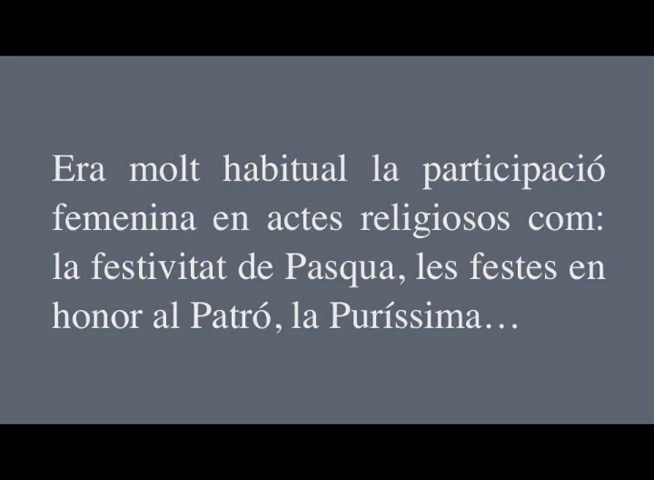 Era molt habitual la participació
femenina en actes religiosos com:
la festivitat de Pasqua, les festes en
honor al Patró, la Puríssima…